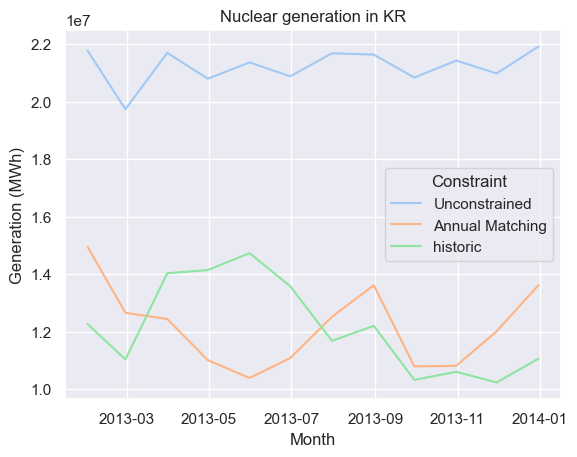 Nuclear generation in KR
1e7
2.2
2.0
1.8
1.6
1.4
1.2
1.0
Generation (MWh)
Constraint
Unconstrained
Annual Matching
historic
2013-03 2013-05 2013-07 2013-09 2013-11 2014-01
Month